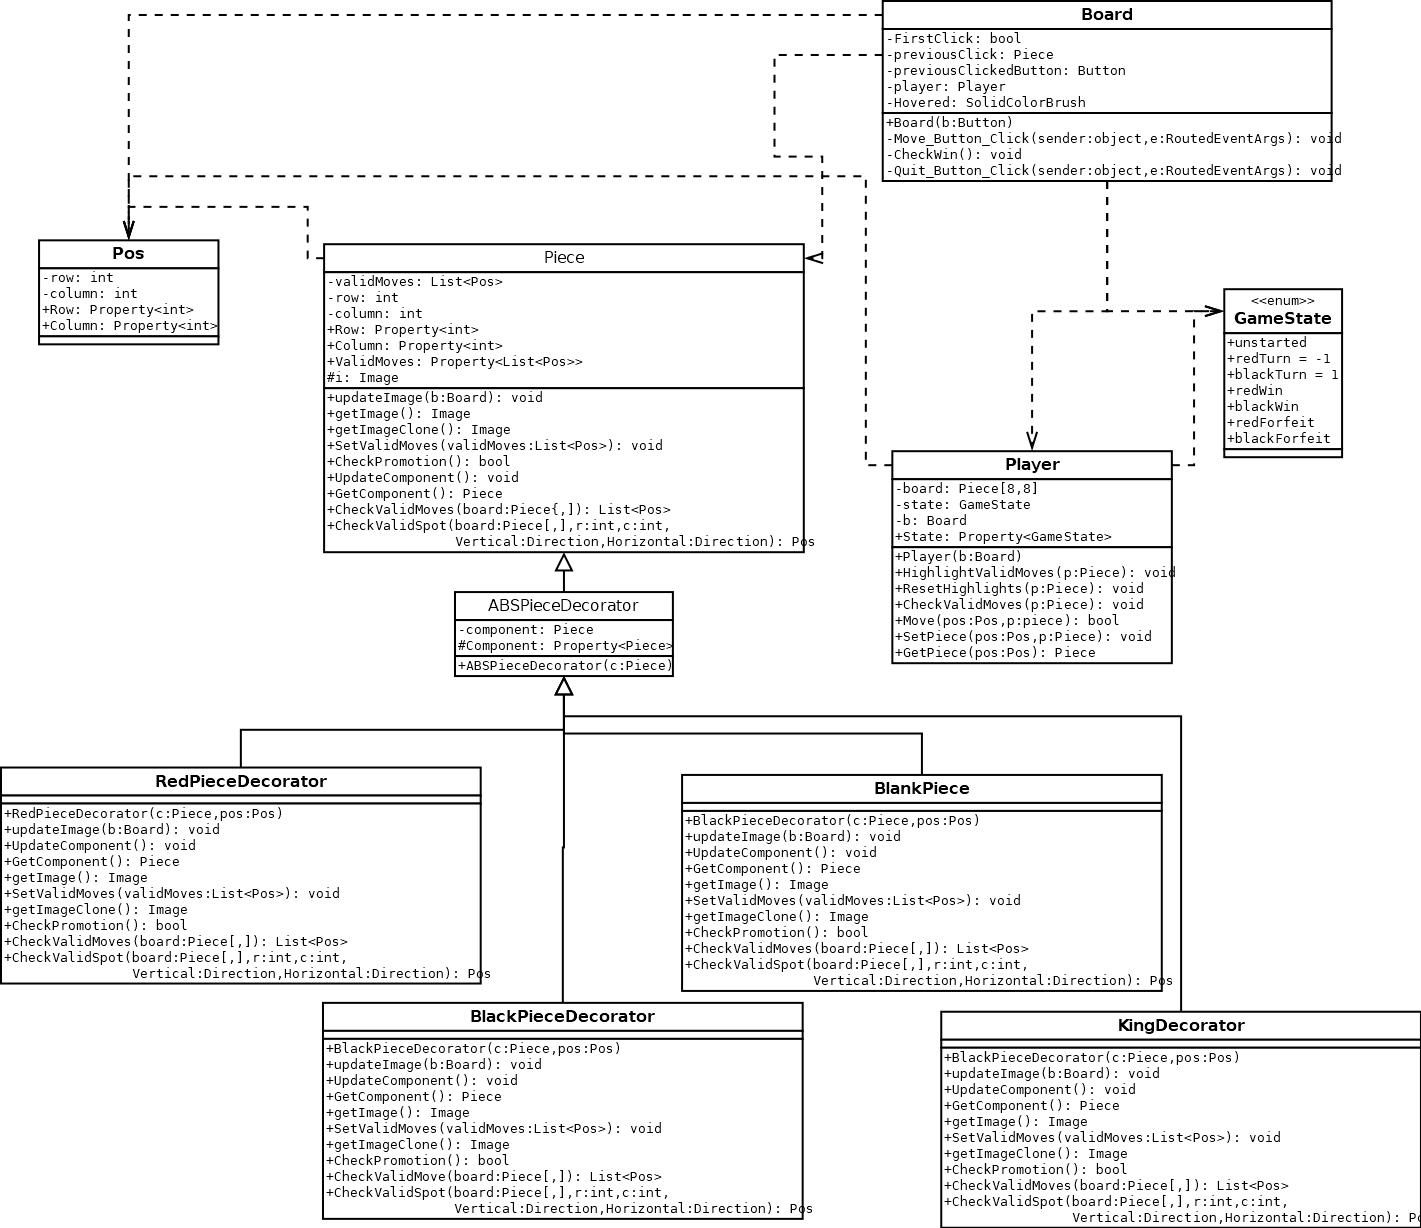 Board
-FirstClick: bool
-previousClick: Piece
-previousClickedButton: Button
-player: Player
-Hovered: SolidColorBrush
+Board(b:Button)
-Move_Button_Click(sender:object,e:RoutedEventArgs): void
-CheckWin(): void
-Quit_Button_Click(sender:object,e:RoutedEventArgs): void
Pos
-row: int
-column: int
+Row: Property<int>
+Column: Property<int>
Piece
-validMoves: List<Pos>
-row: int
-column: int
+Row: Property<int>
+Column: Property<int>
+ValidMoves: Property<List<Pos>>
#i: Image
+updateImage(b:Board): void
+getImage(): Image
+getImageClone(): Image
+SetValidMoves(validMoves:List<Pos>): void
+CheckPromotion(): bool
+UpdateComponent(): void
+GetComponent(): Piece
+CheckValidMoves(board:Piece{,]): List<Pos>
+CheckValidSpot(board:Piece[,],r:int,c:int,
Vertical:Direction,Horizontal:Direction): Pos
<<enum>>
GameState
+unstarted
+redTurn = -1
+blackTurn = 1
+redWin
+blackWin
+redForfeit
+blackForfeit
Player
-board: Piece[8,8]
-state: GameState
-b: Board
+State: Property<GameState>
+Player(b:Board)
+HighlightValidMoves(p:Piece): void
+ResetHighlights(p:Piece): void
+CheckValidMoves(p:Piece): void
+Move(pos:Pos,p:piece): bool
+SetPiece(pos:Pos,p:Piece): void
+GetPiece(pos:Pos): Piece
ABSPieceDecorator
-component: Piece
#Component: Property<Piece>
+ABSPieceDecorator(c:Piece)
RedPieceDecorator
+RedPieceDecorator(c:Piece,pos:Pos)
+updateImage(b:Board): void
+UpdateComponent(): void
+GetComponent(): Piece
+getImage(): Image
+SetValidMoves(validMoves:List<Pos>): void
+getImageClone(): Image
+CheckPromotion(): bool
+CheckValidMoves(board:Piece[,]): List<Pos>
+CheckValidSpot(board:Piece[,],r:int,c:int,
Vertical:Direction,Horizontal:Direction): Pos
BlankPiece
+BlackPieceDecorator(c:Piece,pos:Pos)
+updateImage(b:Board): void
+UpdateComponent(): void
+GetComponent(): Piece
+getImage(): Image
+SetValidMoves(validMoves:List<Pos>): void
+getImageClone(): Image
+CheckPromotion(): bool
+CheckValidMoves(board:Piece[,]): List<Pos>
+CheckValidSpot(board:Piece[,],r:int,c:int,
Vertical:Direction,Horizontal:Direction): Pos
BlackPieceDecorator
+BlackPieceDecorator(c:Piece,pos:Pos)
+updateImage(b:Board): void
+UpdateComponent(): void
+GetComponent(): Piece
+getImage(): Image
+SetValidMoves(validMoves:List<Pos>): void
+getImageClone(): Image
+CheckPromotion(): bool
+CheckValidMove(board:Piece[,]): List<Pos>
+CheckValidSpot(board:Piece[,],r:int,c:int,
Vertical:Direction,Horizontal:Direction): Pos
KingDecorator
+BlackPieceDecorator(c:Piece,pos:Pos)
+updateImage(b:Board): void
+UpdateComponent(): void
+GetComponent(): Piece
+getImage(): Image
+SetValidMoves(validMoves:List<Pos>): void
+getImageClone(): Image
+CheckPromotion(): bool
+CheckValidMoves(board:Piece[,]): List<Pos>
+CheckValidSpot(board:Piece[,],r:int,c:int,
Vertical:Direction,Horizontal:Direction):